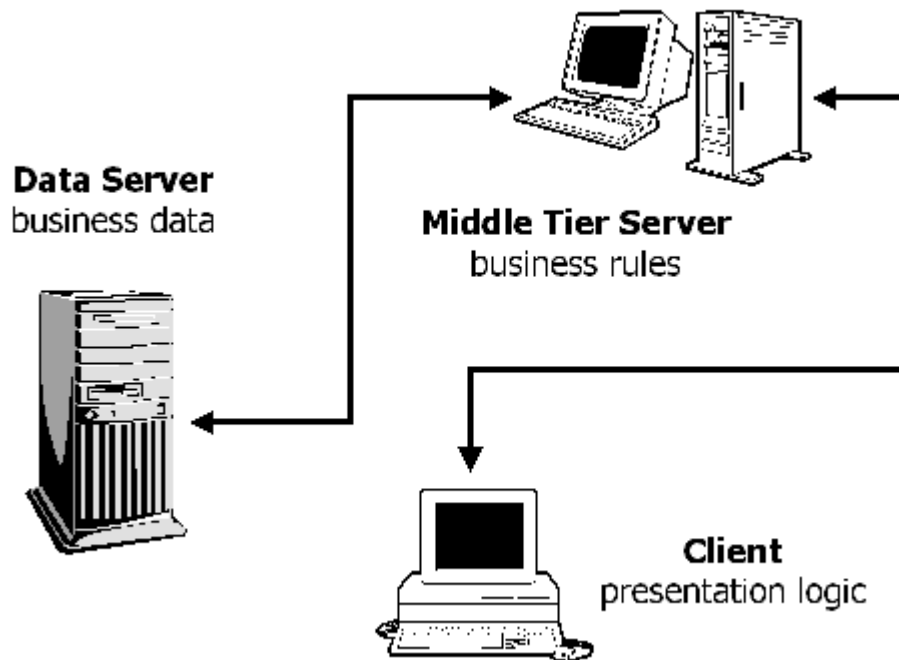 Data Server
business data
Middle Tier Server
business rules
Client
presentation logic